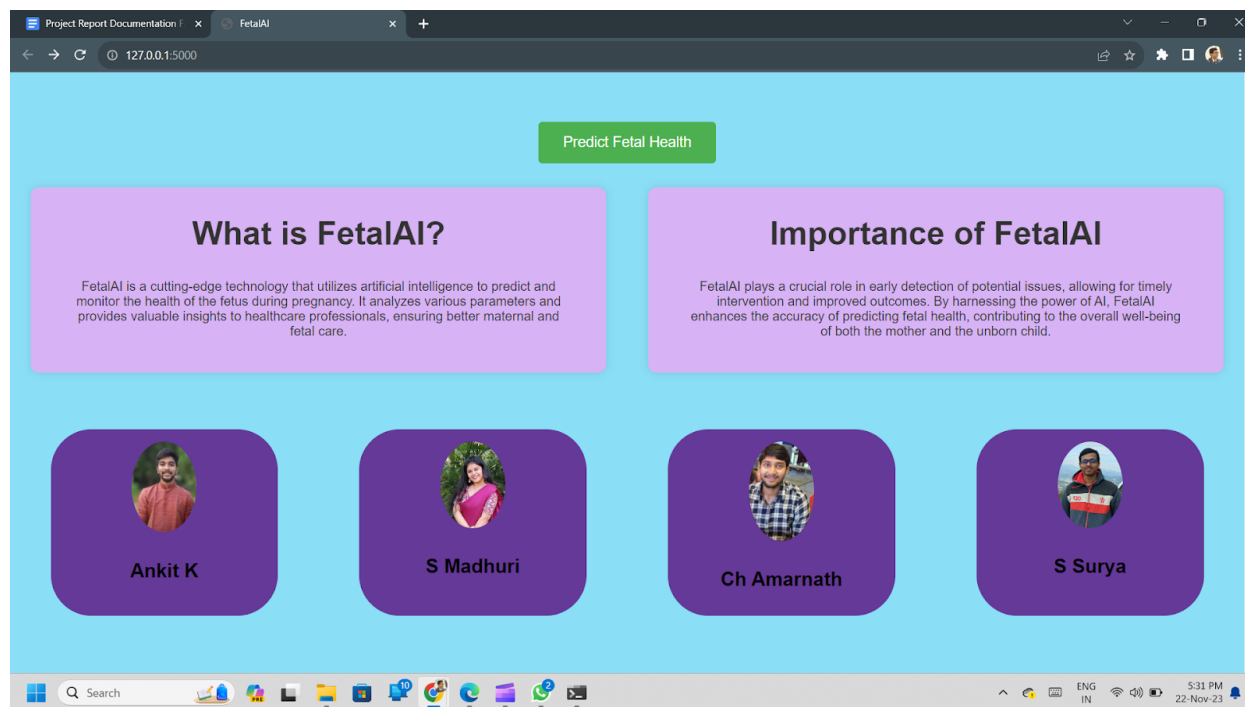 Project Report Documentation F
FetalAI
127.0.0.1:5000
Predict Fetal Health
What is FetalAI?
FetalAI is a cutting-edge technology that utilizes artificial intelligence to predict and
monitor the health of the fetus during pregnancy. It analyzes various parameters and
provides valuable insights to healthcare professionals, ensuring better maternal and
fetal care.
Importance of FetalAI
FetalAI plays a crucial role in early detection of potential issues, allowing for timely
intervention and improved outcomes. By harnessing the power of AI, FetalAI
enhances the accuracy of predicting fetal health, contributing to the overall well-being
of both the mother and the unborn child.
Ankit K
S Madhuri
Ch Amarnath
S Surya
Search
PRE
10
2
ENG
IN
5:31 PM
22-Nov-23